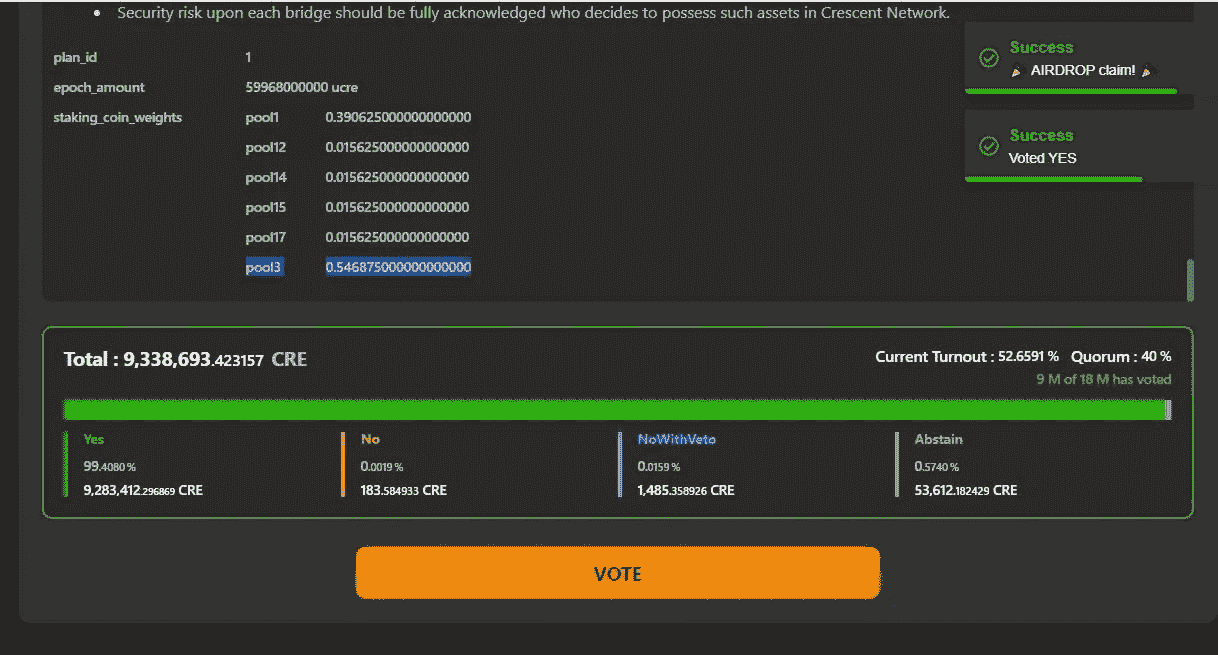 • Security risk upon each bridge should be fully acknowledged who decides to possess such assets in Crescent Network.
Success
AIRDROP claim!
Success
Voted YES
plan_id 1
epoch_amount 59968000000 ucre
staking_coin_weights pool1 0.390625000000000000
pool12 0.015625000000000000
pool14 0.015625000000000000
pool15 0.015625000000000000
pool17 0.015625000000000000
pool3 0.546875000000000000
Total : 9,338,693.423157 CRE
Current Turnout : 52.6591 % Quorum : 40 %
9 M of 18 M has voted
Yes No NoWithVeto Abstain
99.4080 % 0.0019 % 0.0159 % 0.5740 %
9,283,412.296869 CRE 183.584933 CRE 1,485.358926 CRE 53,612.182429 CRE
VOTE